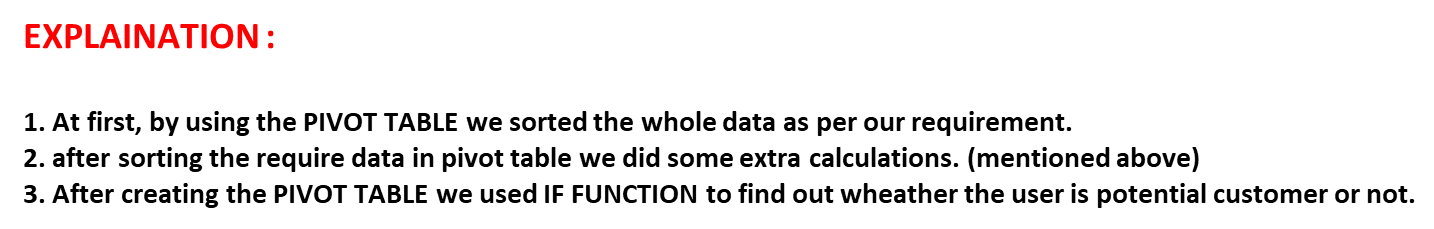 EXPLAINATION :
1. At first, by using the PIVOT TABLE we sorted the whole data as per our requirement.
2. after sorting the require data in pivot table we did some extra calculations. (mentioned above)
3. After creating the PIVOT TABLE we used IF FUNCTION to find out wheather the user is potential customer or not.